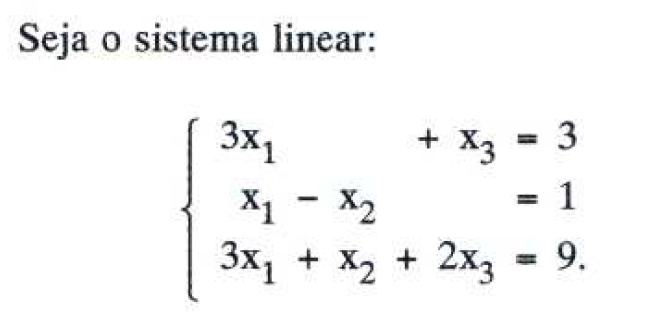 Seja o sistema linear:
3x₁ + x₃ = 3
x₁ − x₂ = 1
3x₁ + x₂ + 2x₃ = 9.